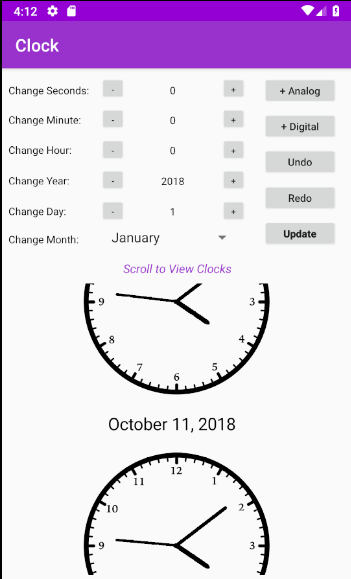 4:12
Clock
Change Seconds: - 0 + + Analog
Change Minute: - 0 + + Digital
Change Hour: - 0 + Undo
Change Year: - 2018 + Redo
Change Day: - 1 + Update
Change Month: January
Scroll to View Clocks
9 3
8 4
7 5
6
October 11, 2018
12
11 1
10 2
9 3